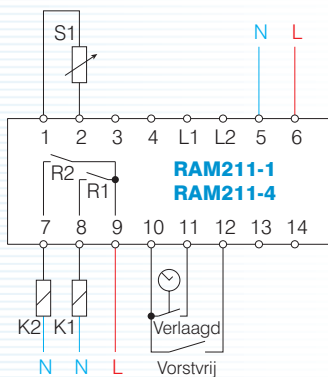 S1 N L
1 2 3 4 L1 L2 5 6
RAM211-1
R2
R1 RAM211-4
7 8 9 10 11 12 13 14
K2 K1 Verlaagd
N N L Vorstvrij